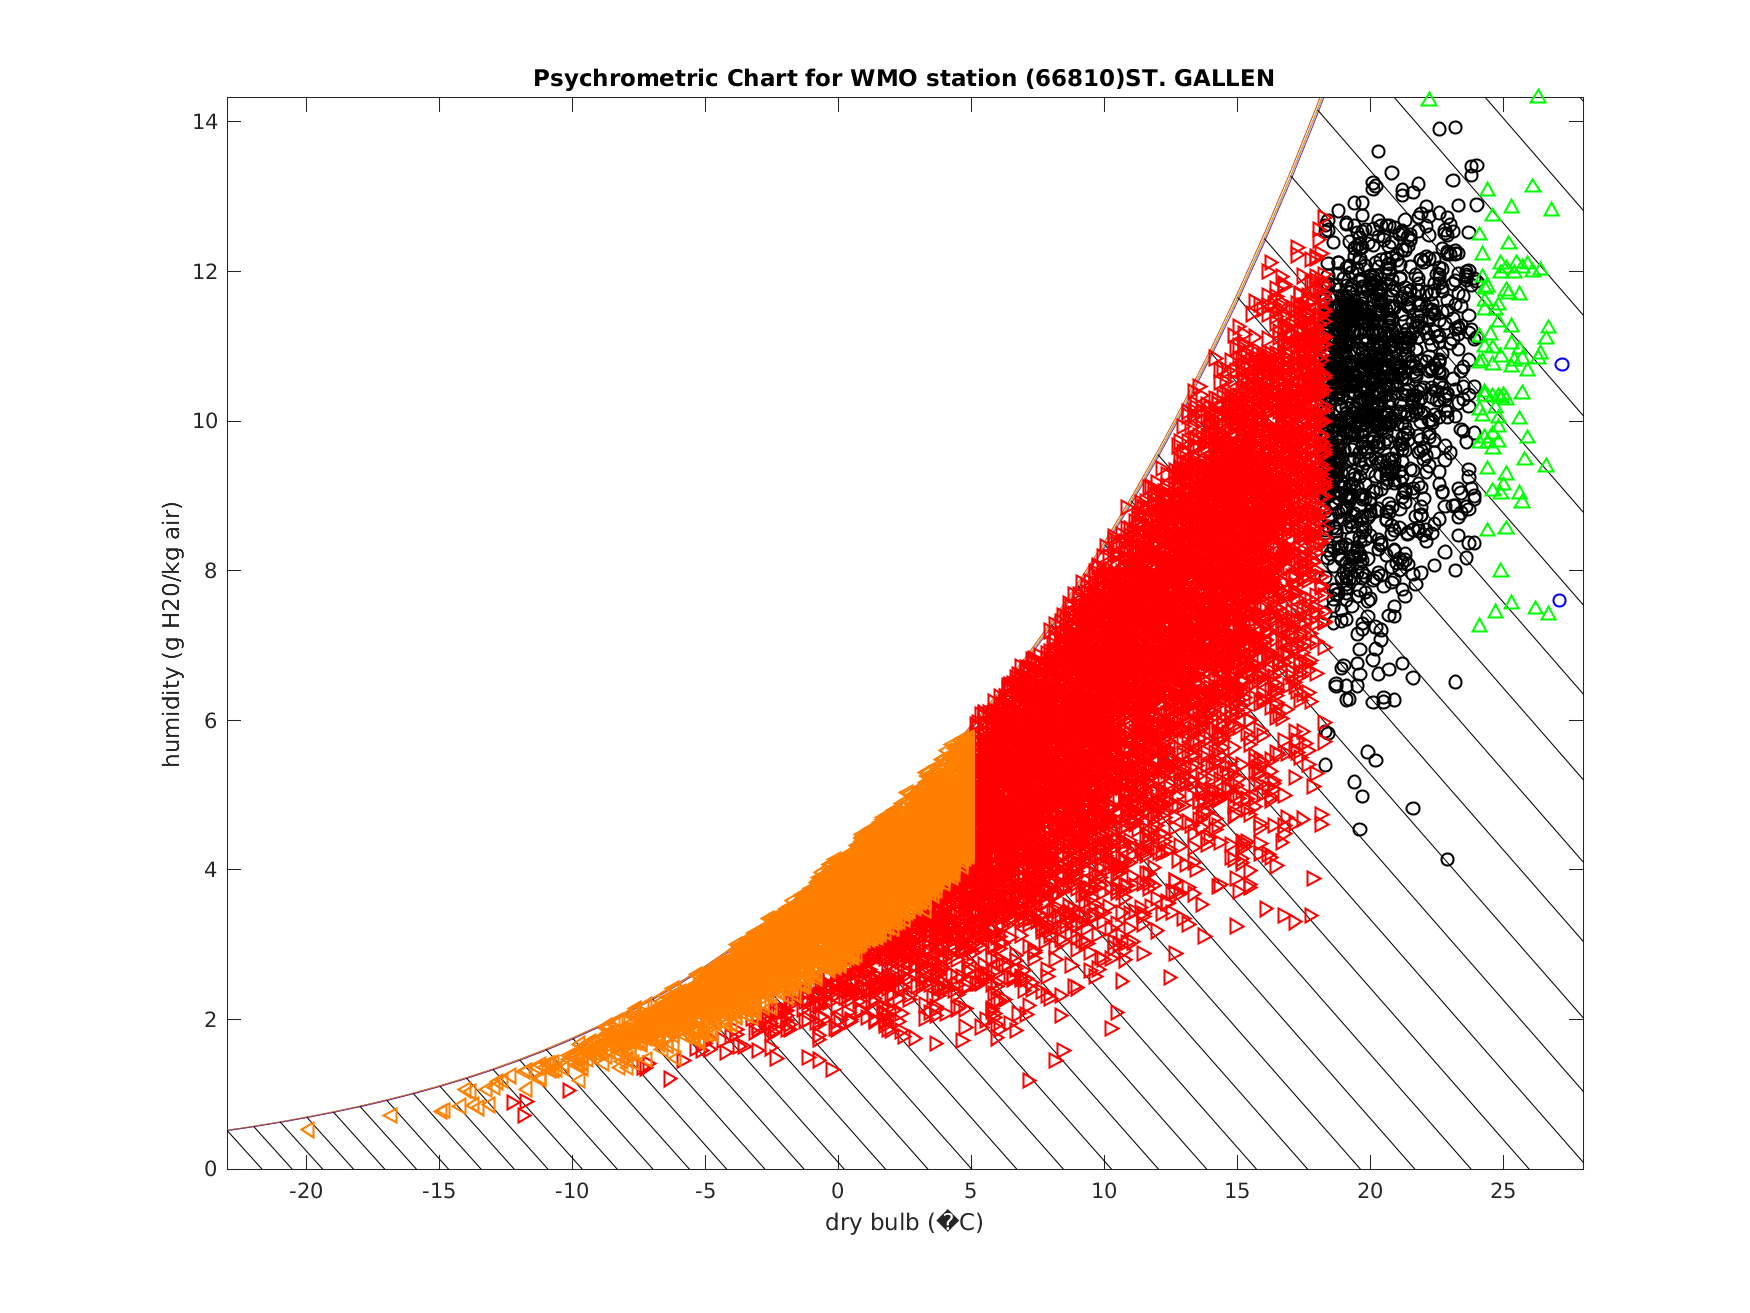 Psychrometric Chart for WMO station (66810)ST. GALLEN
14
12
10
8
6
4
2
0
humidity (g H20/kg air)
-20 -15 -10 -5 0 5 10 15 20 25
dry bulb (�C)